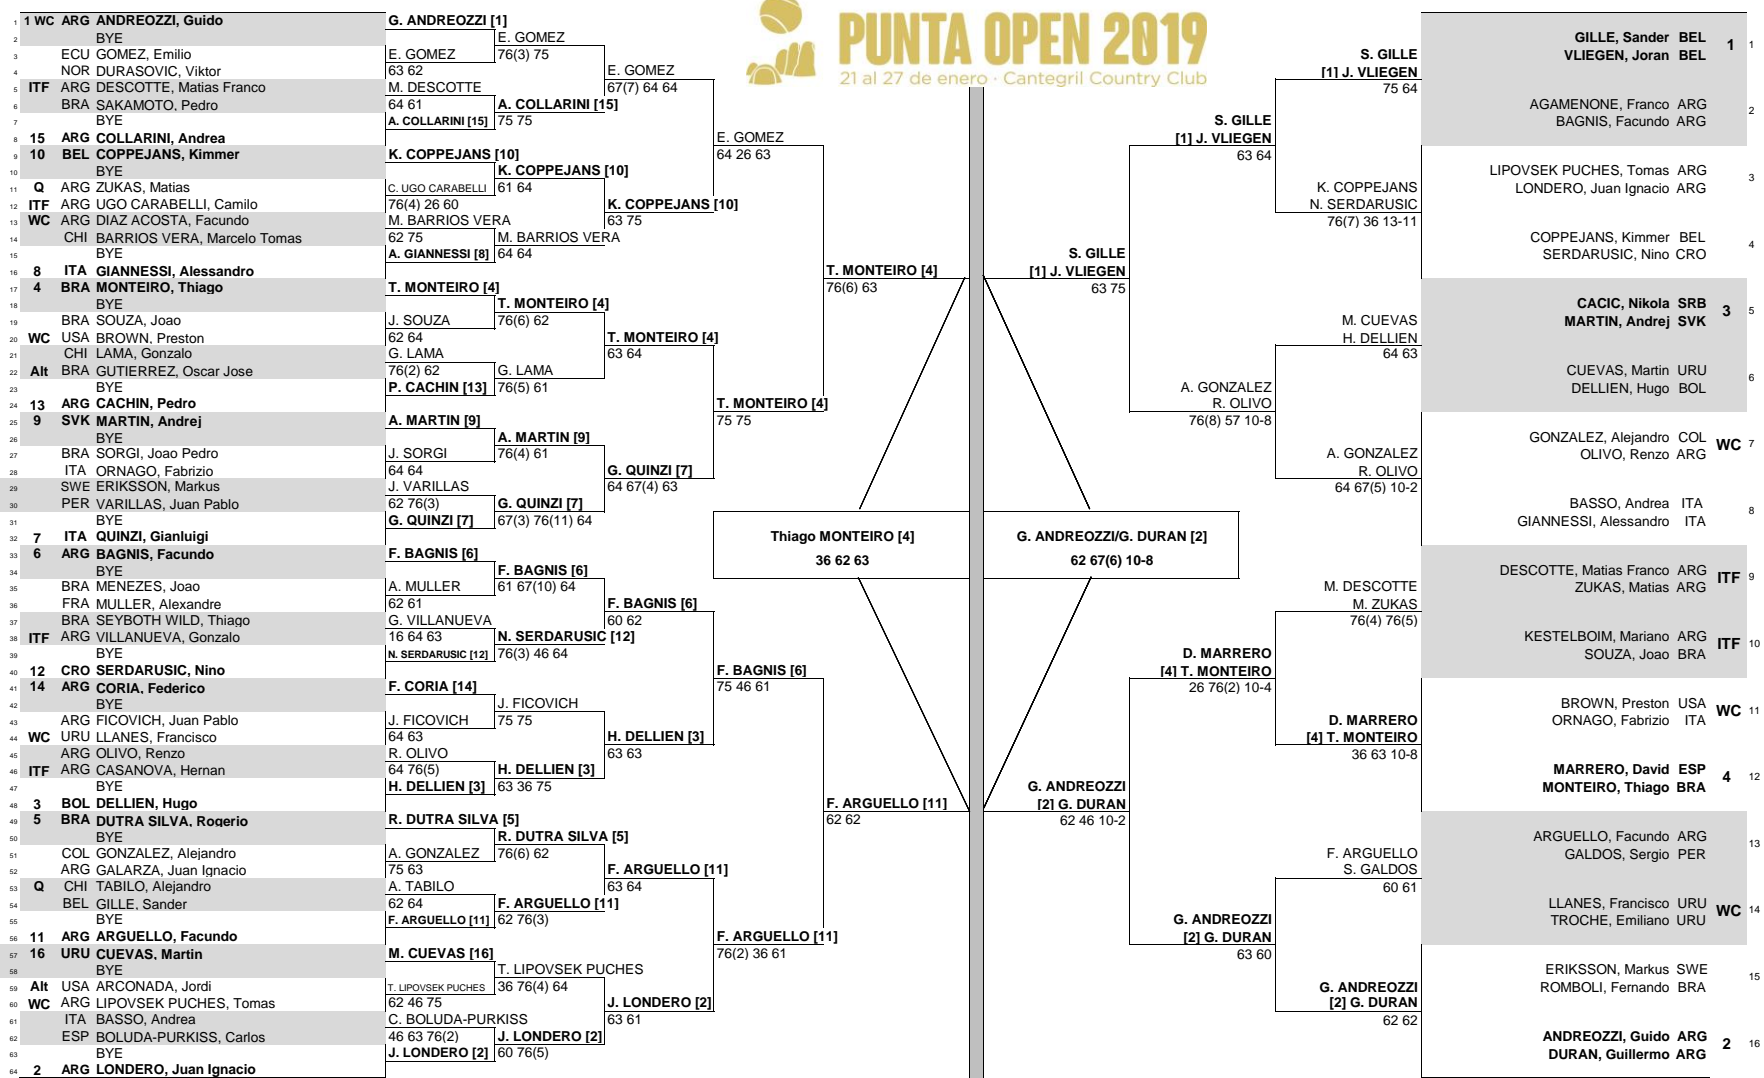 PUNTA OPEN 2019
21 al 27 de enero · Cantegril Country Club
1 1 WC ARG ANDREOZZI, Guido
2 BYE
3 ECU GOMEZ, Emilio
4 NOR DURASOVIC, Viktor
5 ITF ARG DESCOTTE, Matias Franco
6 BRA SAKAMOTO, Pedro
7 BYE
8 15 ARG COLLARINI, Andrea
9 10 BEL COPPEJANS, Kimmer
10 BYE
11 Q ARG ZUKAS, Matias
12 ITF ARG UGO CARABELLI, Camilo
13 WC ARG DIAZ ACOSTA, Facundo
14 CHI BARRIOS VERA, Marcelo Tomas
15 BYE
16 8 ITA GIANNESSI, Alessandro
17 4 BRA MONTEIRO, Thiago
18 BYE
19 BRA SOUZA, Joao
20 WC USA BROWN, Preston
21 CHI LAMA, Gonzalo
22 Alt BRA GUTIERREZ, Oscar Jose
23 BYE
24 13 ARG CACHIN, Pedro
25 9 SVK MARTIN, Andrej
26 BYE
27 BRA SORGI, Joao Pedro
28 ITA ORNAGO, Fabrizio
29 SWE ERIKSSON, Markus
30 PER VARILLAS, Juan Pablo
31 BYE
32 7 ITA QUINZI, Gianluigi
33 6 ARG BAGNIS, Facundo
34 BYE
35 BRA MENEZES, Joao
36 FRA MULLER, Alexandre
37 BRA SEYBOTH WILD, Thiago
38 ITF ARG VILLANUEVA, Gonzalo
39 BYE
40 12 CRO SERDARUSIC, Nino
41 14 ARG CORIA, Federico
42 BYE
43 ARG FICOVICH, Juan Pablo
44 WC URU LLANES, Francisco
45 ARG OLIVO, Renzo
46 ITF ARG CASANOVA, Hernan
47 BYE
48 3 BOL DELLIEN, Hugo
49 5 BRA DUTRA SILVA, Rogerio
50 BYE
51 COL GONZALEZ, Alejandro
52 ARG GALARZA, Juan Ignacio
53 Q CHI TABILO, Alejandro
54 BEL GILLE, Sander
55 BYE
56 11 ARG ARGUELLO, Facundo
57 16 URU CUEVAS, Martin
58 BYE
59 Alt USA ARCONADA, Jordi
60 WC ARG LIPOVSEK PUCHES, Tomas
61 ITA BASSO, Andrea
62 ESP BOLUDA-PURKISS, Carlos
63 BYE
64 2 ARG LONDERO, Juan Ignacio
G. ANDREOZZI [1]
E. GOMEZ
63 62
M. DESCOTTE
64 61
A. COLLARINI [15]
K. COPPEJANS [10]
C. UGO CARABELLI
76(4) 26 60
M. BARRIOS VERA
62 75
A. GIANNESSI [8]
T. MONTEIRO [4]
J. SOUZA
62 64
G. LAMA
76(2) 62
P. CACHIN [13]
A. MARTIN [9]
J. SORGI
64 64
J. VARILLAS
62 76(3)
G. QUINZI [7]
F. BAGNIS [6]
A. MULLER
62 61
G. VILLANUEVA
16 64 63
N. SERDARUSIC [12]
F. CORIA [14]
J. FICOVICH
64 63
R. OLIVO
64 76(5)
H. DELLIEN [3]
R. DUTRA SILVA [5]
A. GONZALEZ
75 63
A. TABILO
62 64
F. ARGUELLO [11]
M. CUEVAS [16]
T. LIPOVSEK PUCHES
62 46 75
C. BOLUDA-PURKISS
46 63 76(2)
J. LONDERO [2]
E. GOMEZ
76(3) 75
A. COLLARINI [15]
75 75
K. COPPEJANS [10]
61 64
M. BARRIOS VERA
64 64
T. MONTEIRO [4]
76(6) 62
G. LAMA
76(5) 61
A. MARTIN [9]
76(4) 61
G. QUINZI [7]
67(3) 76(11) 64
F. BAGNIS [6]
61 67(10) 64
N. SERDARUSIC [12]
76(3) 46 64
J. FICOVICH
75 75
H. DELLIEN [3]
63 36 75
R. DUTRA SILVA [5]
76(6) 62
F. ARGUELLO [11]
62 76(3)
T. LIPOVSEK PUCHES
36 76(4) 64
J. LONDERO [2]
60 76(5)
E. GOMEZ
67(7) 64 64
K. COPPEJANS [10]
63 75
T. MONTEIRO [4]
63 64
G. QUINZI [7]
64 67(4) 63
F. BAGNIS [6]
60 62
H. DELLIEN [3]
63 63
F. ARGUELLO [11]
63 64
J. LONDERO [2]
63 61
E. GOMEZ
64 26 63
T. MONTEIRO [4]
75 75
F. BAGNIS [6]
75 46 61
F. ARGUELLO [11]
76(2) 36 61
T. MONTEIRO [4]
76(6) 63
F. ARGUELLO [11]
62 62
Thiago MONTEIRO [4]
36 62 63
G. ANDREOZZI/G. DURAN [2]
62 67(6) 10-8
S. GILLE
[1] J. VLIEGEN
63 75
G. ANDREOZZI
[2] G. DURAN
62 46 10-2
S. GILLE
[1] J. VLIEGEN
63 64
A. GONZALEZ
R. OLIVO
76(8) 57 10-8
D. MARRERO
[4] T. MONTEIRO
26 76(2) 10-4
G. ANDREOZZI
[2] G. DURAN
63 60
S. GILLE
[1] J. VLIEGEN
75 64
K. COPPEJANS
N. SERDARUSIC
76(7) 36 13-11
M. CUEVAS
H. DELLIEN
64 63
A. GONZALEZ
R. OLIVO
64 67(5) 10-2
M. DESCOTTE
M. ZUKAS
76(4) 76(5)
D. MARRERO
[4] T. MONTEIRO
36 63 10-8
F. ARGUELLO
S. GALDOS
60 61
G. ANDREOZZI
[2] G. DURAN
62 62
GILLE, Sander BEL
VLIEGEN, Joran BEL 1 1
AGAMENONE, Franco ARG
BAGNIS, Facundo ARG 2
LIPOVSEK PUCHES, Tomas ARG
LONDERO, Juan Ignacio ARG 3
COPPEJANS, Kimmer BEL
SERDARUSIC, Nino CRO 4
CACIC, Nikola SRB
MARTIN, Andrej SVK 3 5
CUEVAS, Martin URU
DELLIEN, Hugo BOL 6
GONZALEZ, Alejandro COL
OLIVO, Renzo ARG WC 7
BASSO, Andrea ITA
GIANNESSI, Alessandro ITA 8
DESCOTTE, Matias Franco ARG
ZUKAS, Matias ARG ITF 9
KESTELBOIM, Mariano ARG
SOUZA, Joao BRA ITF 10
BROWN, Preston USA
ORNAGO, Fabrizio ITA WC 11
MARRERO, David ESP
MONTEIRO, Thiago BRA 4 12
ARGUELLO, Facundo ARG
GALDOS, Sergio PER 13
LLANES, Francisco URU
TROCHE, Emiliano URU WC 14
ERIKSSON, Markus SWE
ROMBOLI, Fernando BRA 15
ANDREOZZI, Guido ARG
DURAN, Guillermo ARG 2 16